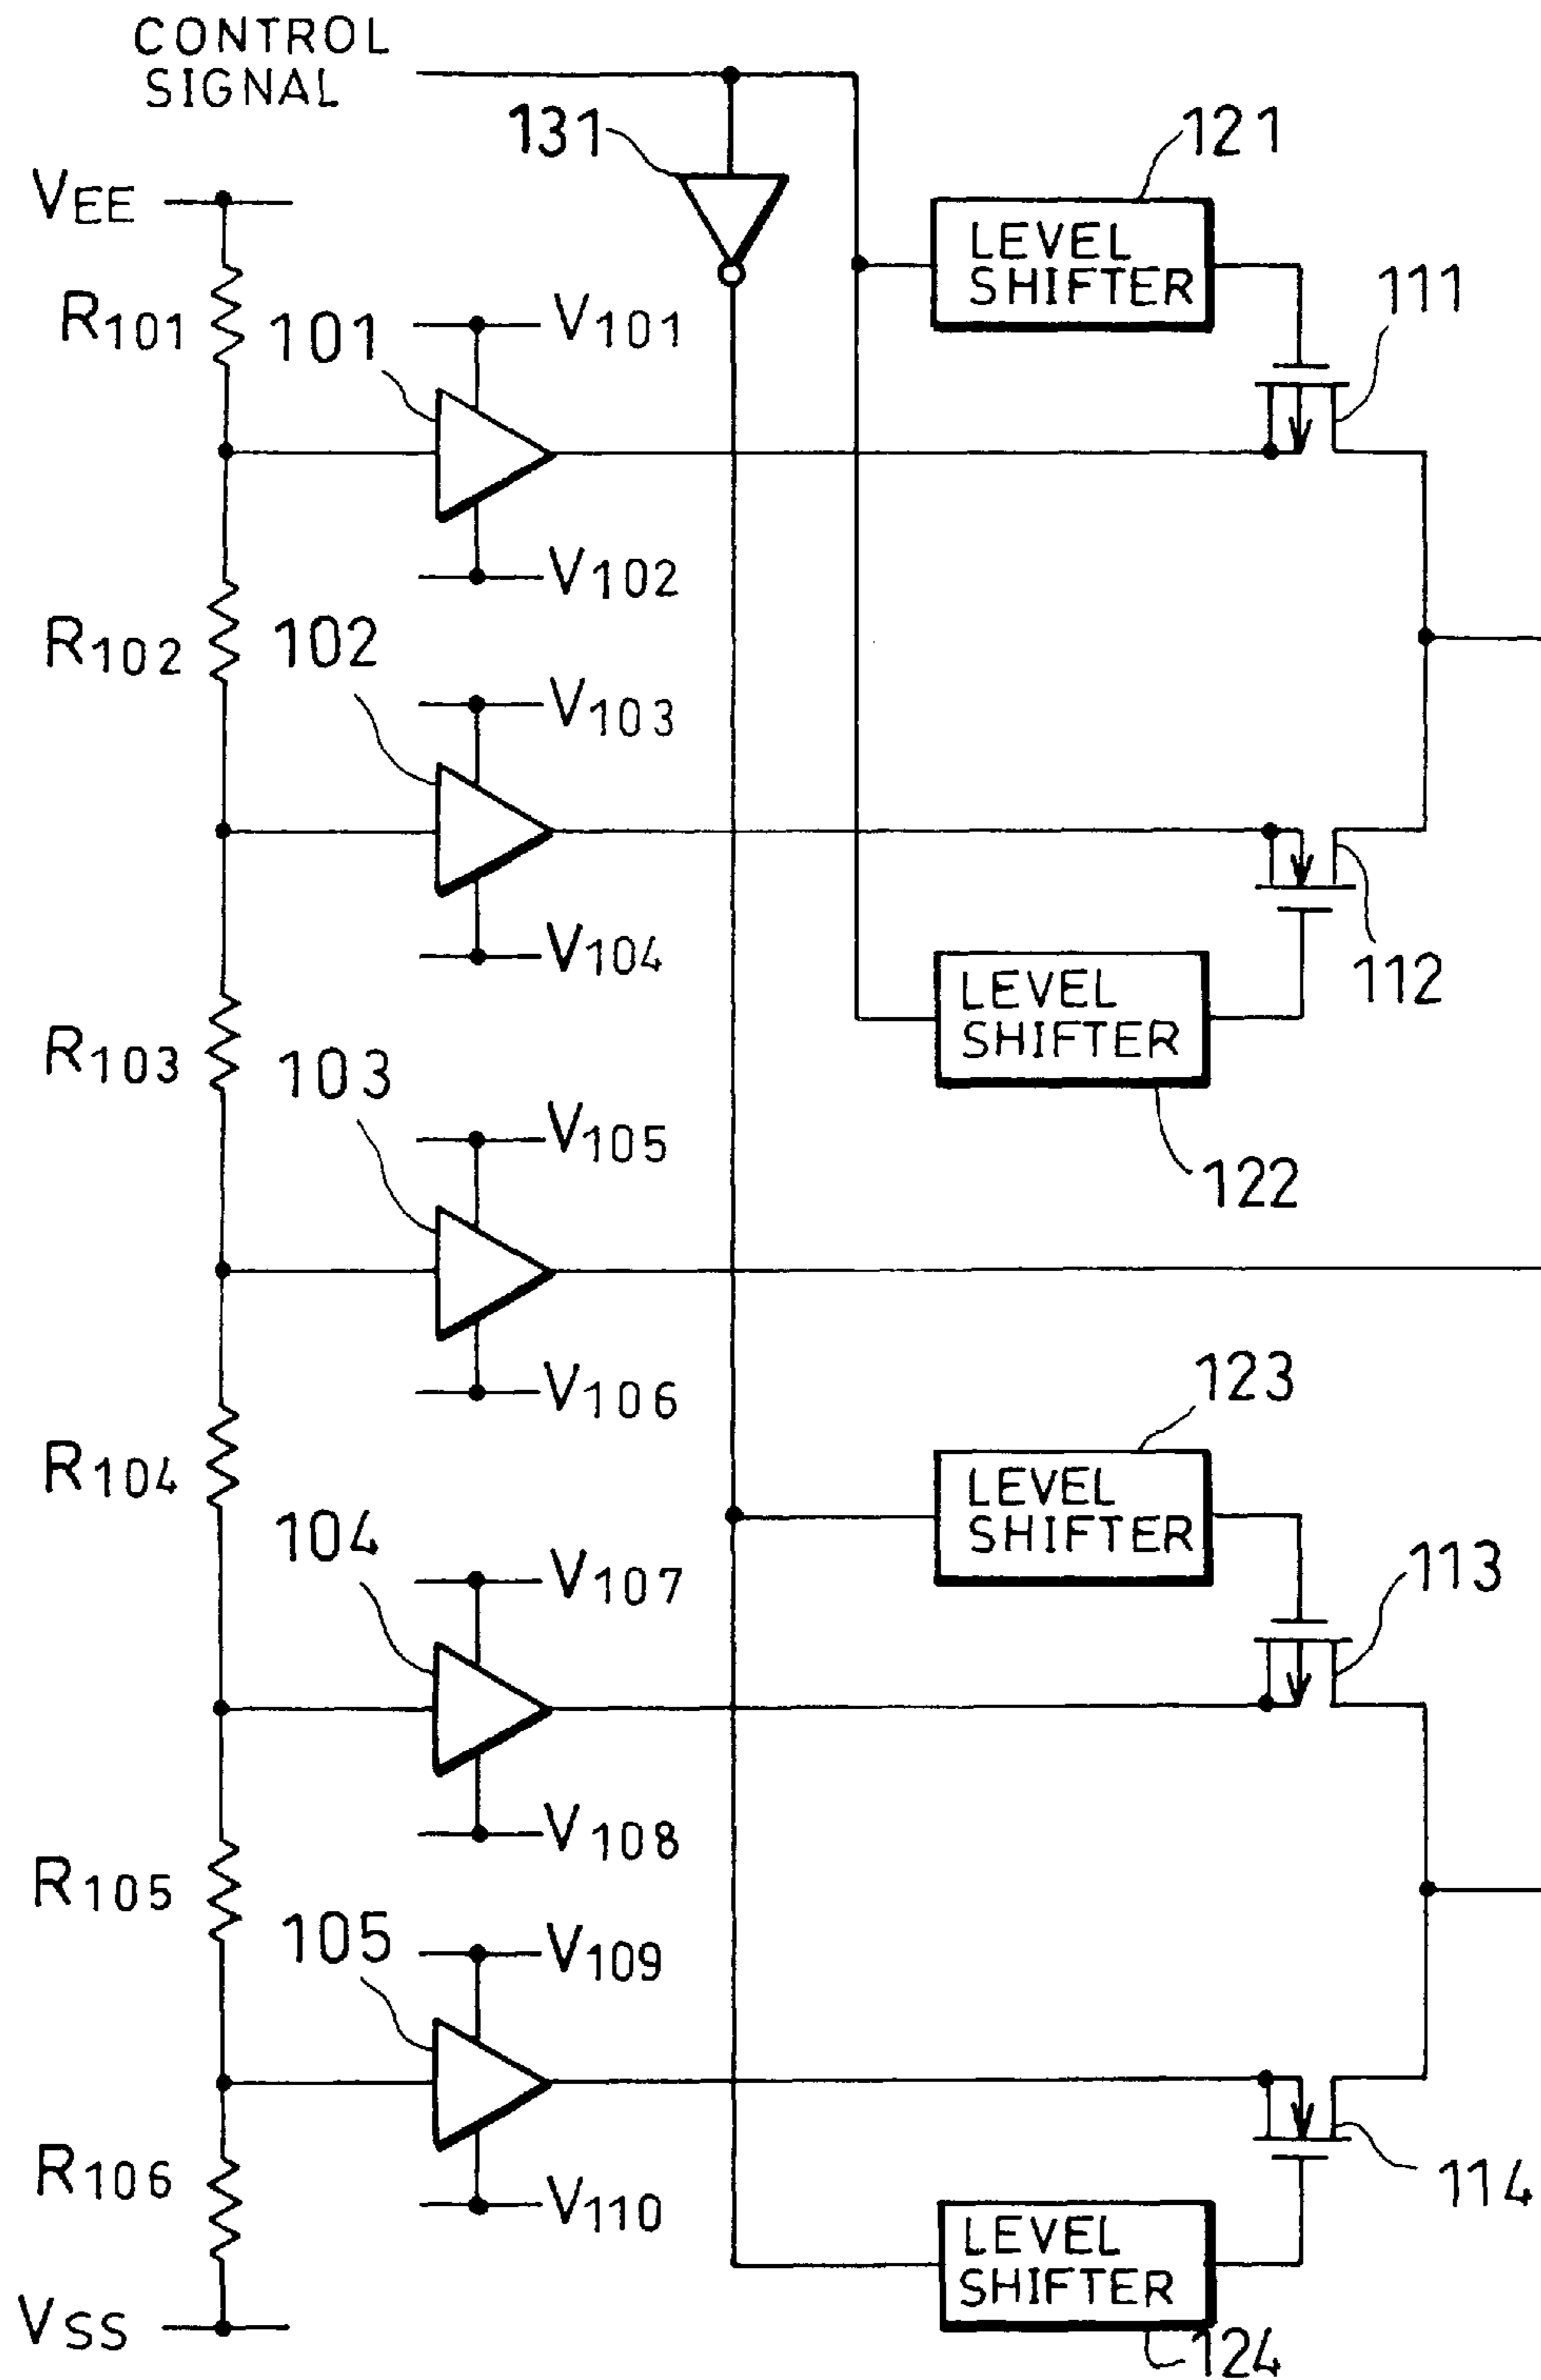 CONTROL
SIGNAL
131
121
VEE
LEVEL
SHIFTER
111
R101
101
V101
V102
R102
102
V103
V104
112
LEVEL
SHIFTER
R103
103
V105
122
V106
123
R104
LEVEL
SHIFTER
104
V107
113
V108
R105
105
V109
R106
114
V110
LEVEL
SHIFTER
VSS
124